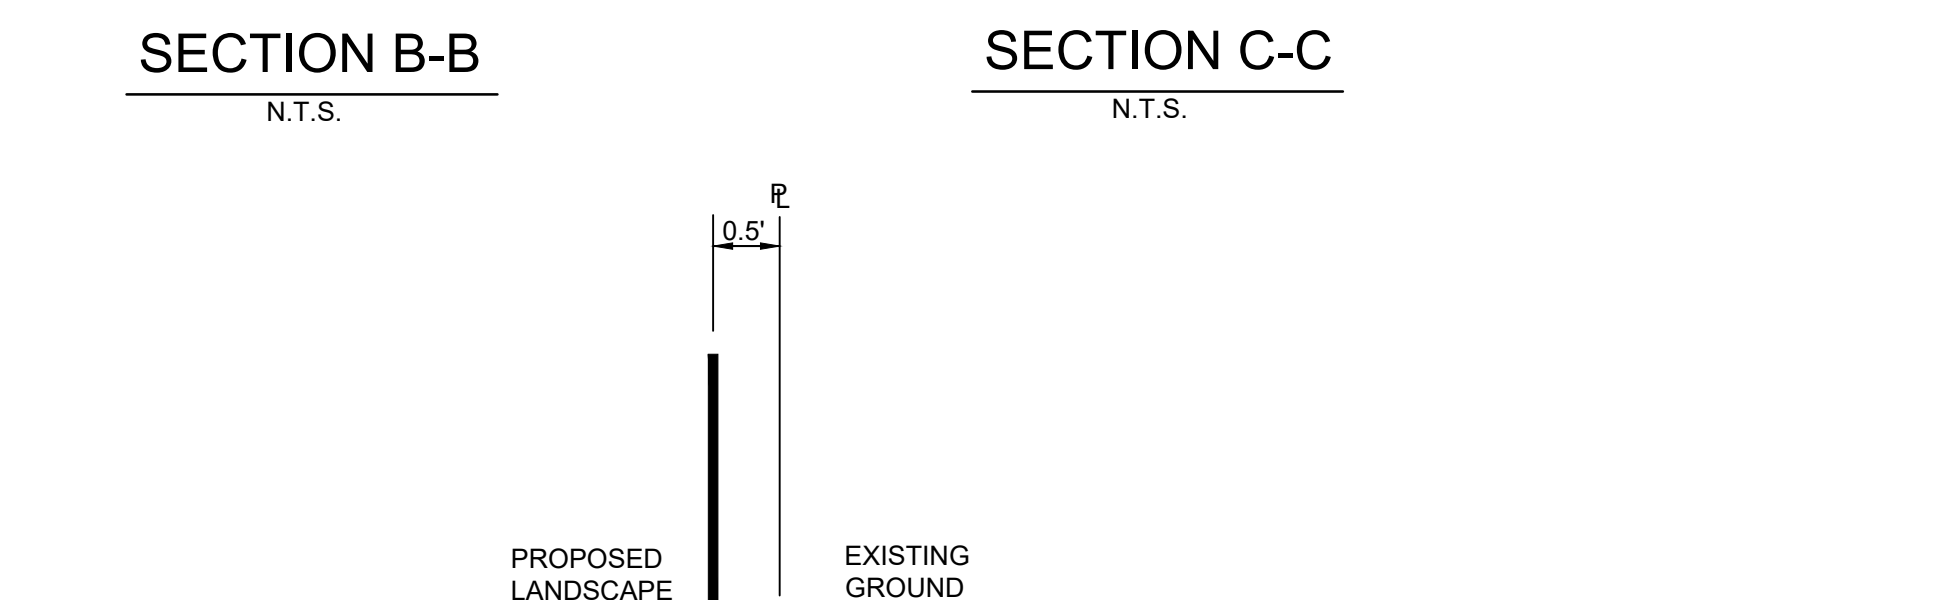 SECTION B-B
N.T.S.
SECTION C-C
N.T.S.
PL
0.5'
PROPOSED
LANDSCAPE
EXISTING
GROUND